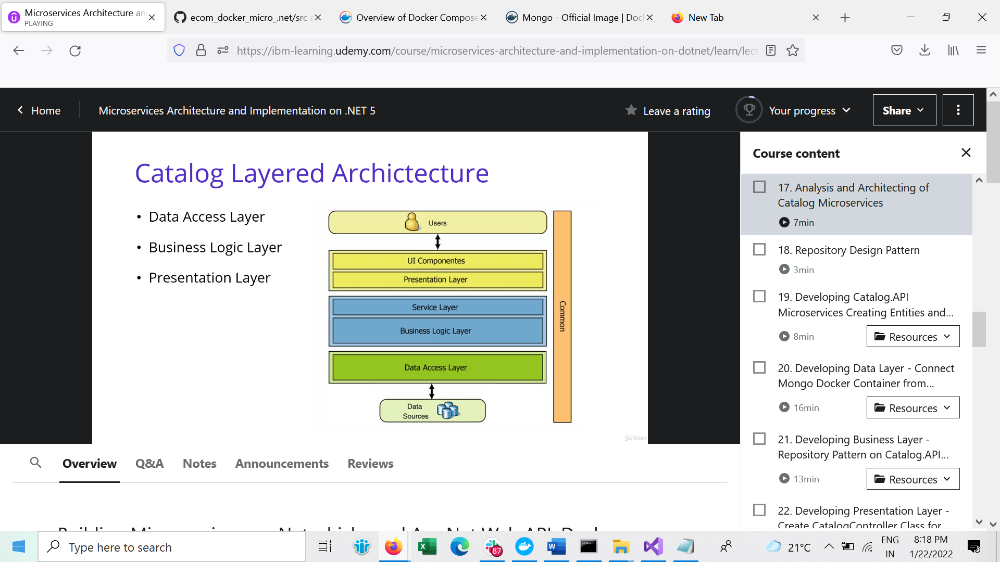 Microservices Architecture an
PLAYING
ecom_docker_micro_.net/src a
Overview of Docker Compose
Mongo - Official Image | Doc
New Tab
https://ibm-learning.udemy.com/course/microservices-architecture-and-implementation-on-dotnet/learn/lect
Home
Microservices Architecture and Implementation on .NET 5
Leave a rating
Your progress
Share
Catalog Layered Archictecture
• Data Access Layer
• Business Logic Layer
• Presentation Layer
Users
UI Componentes
Presentation Layer
Service Layer
Business Logic Layer
Data Access Layer
Data
Sources
Common
Udemy
Course content
17. Analysis and Architecting of
Catalog Microservices
7min
18. Repository Design Pattern
3min
19. Developing Catalog.API
Microservices Creating Entities and...
8min
Resources
20. Developing Data Layer - Connect
Mongo Docker Container from...
16min
Resources
21. Developing Business Layer -
Repository Pattern on Catalog.API...
13min
Resources
22. Developing Presentation Layer -
Create CatalogController Class for
Overview
Q&A
Notes
Announcements
Reviews
Type here to search
87
21°C
ENG
IN
8:18 PM
1/22/2022